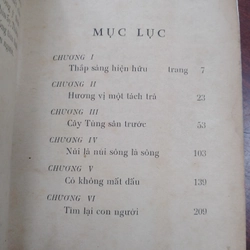 MỤC LỤC
CHƯƠNG I
Thắp sáng hiện hữu trang 7
CHƯƠNG II
Hương vị một tách trà 23
CHƯƠNG III
Cây Tùng sân trước 53
CHƯƠNG IV
Núi là núi sông là sông 103
CHƯƠNG V
Có không mất dấu 139
CHƯƠNG VI
Tìm lại con người 209